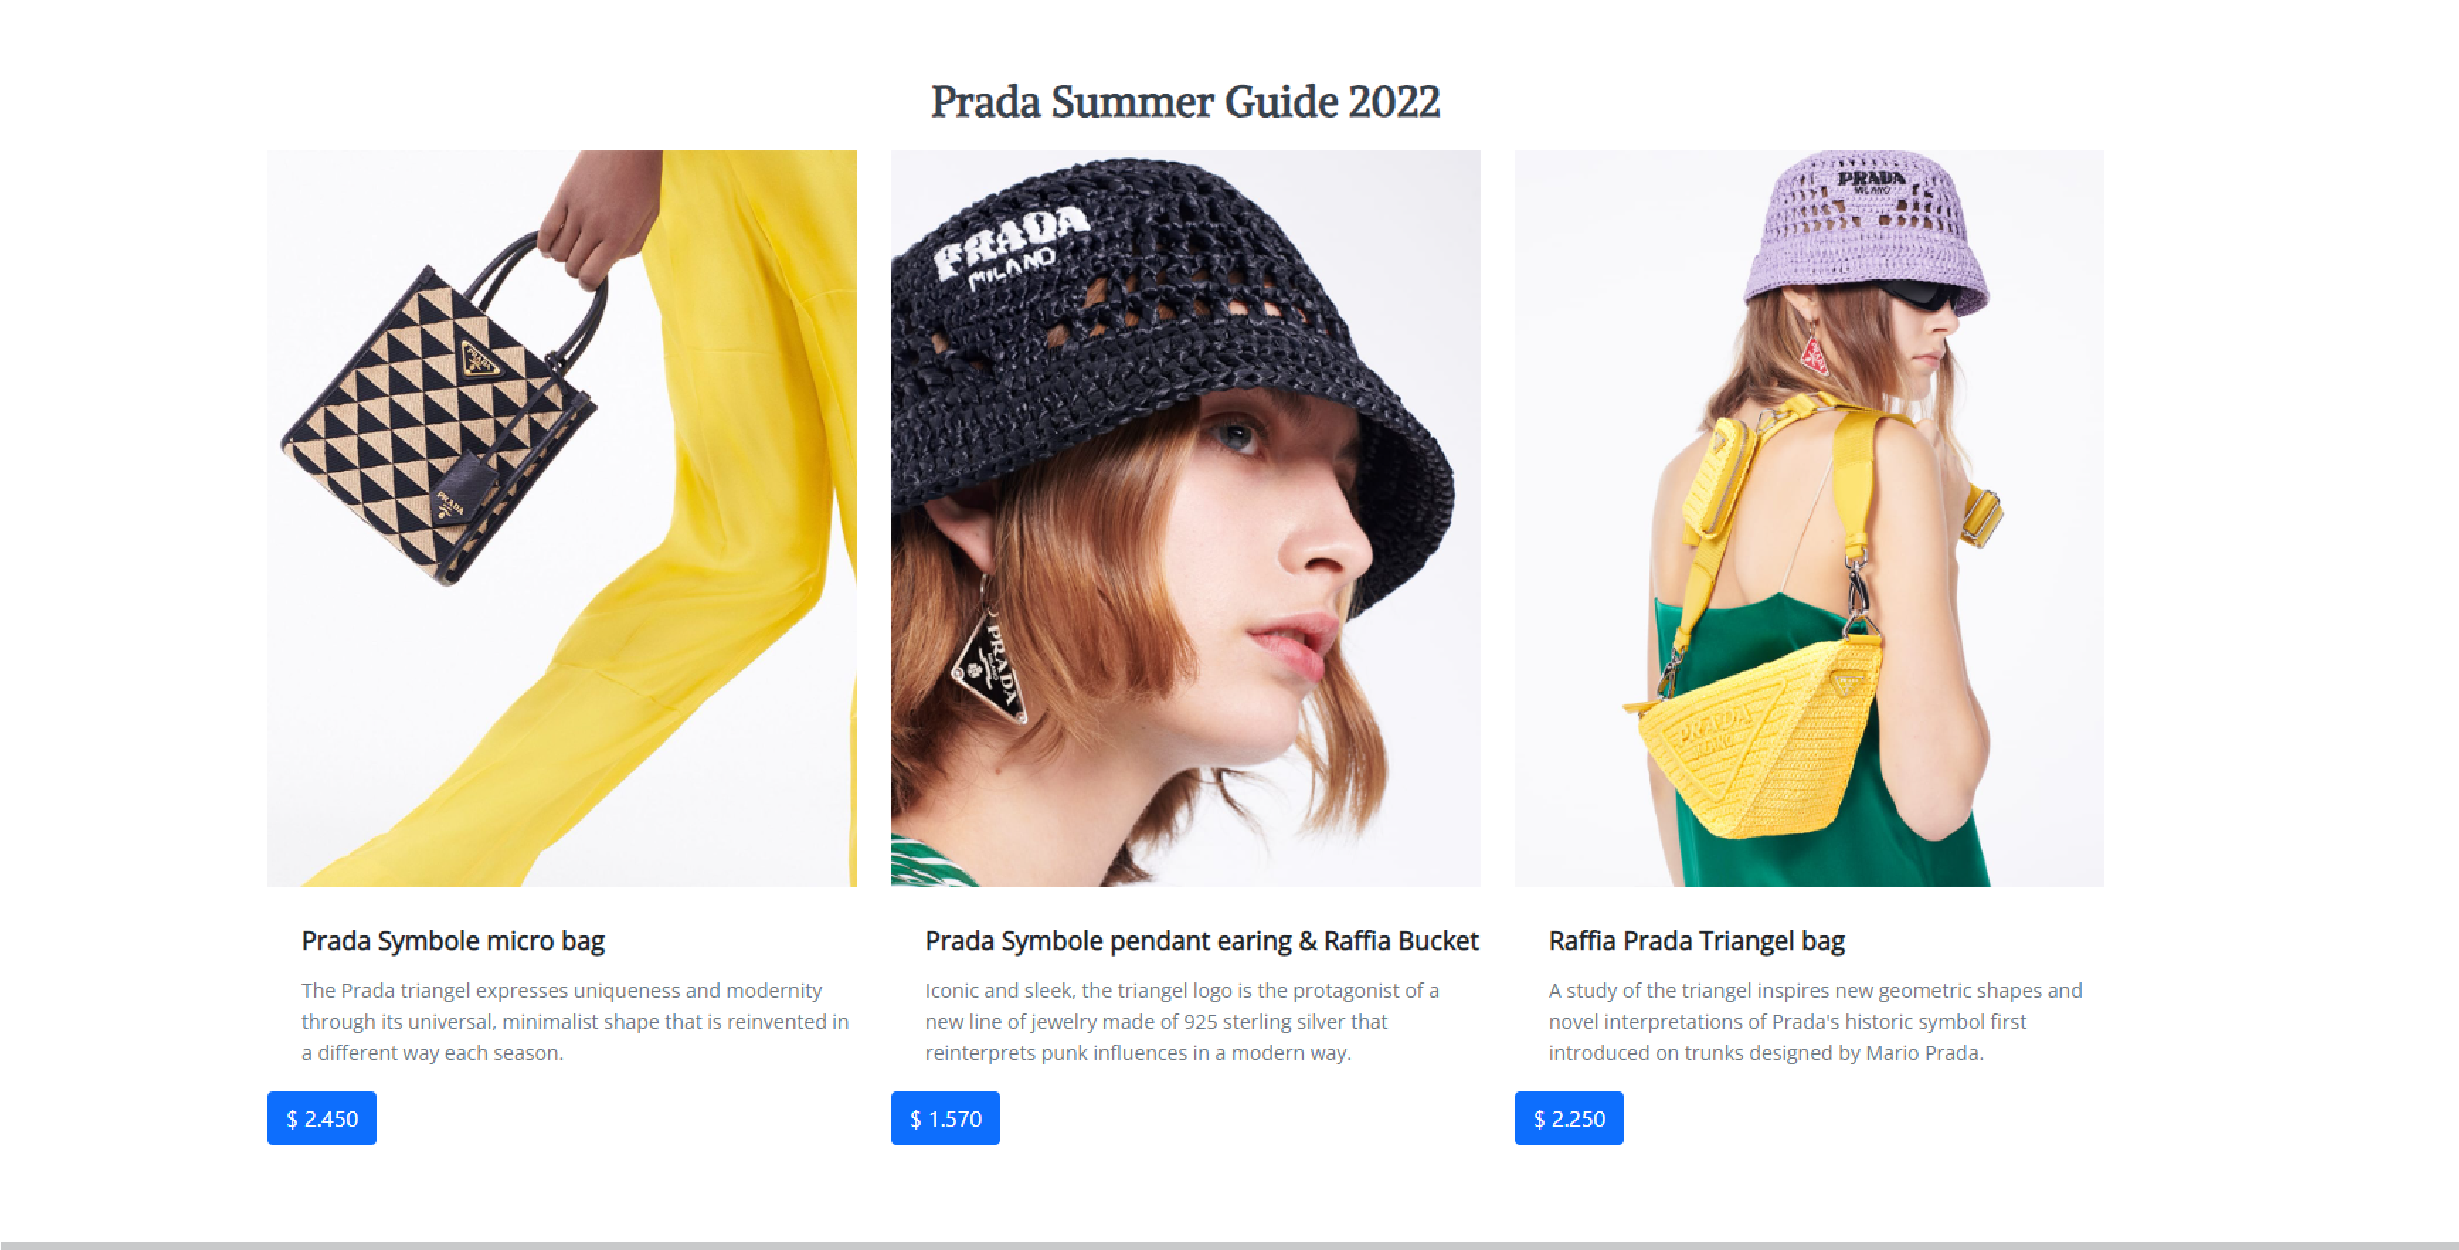 Prada Summer Guide 2022
PRADA
PRADA
PRADA
MILANO
PRADA
PRADA
MILANO
PRADA
Prada Symbole micro bag
The Prada triangel expresses uniqueness and modernity
through its universal, minimalist shape that is reinvented in
a different way each season.
$ 2.450
Prada Symbole pendant earing & Raffia Bucket
Iconic and sleek, the triangel logo is the protagonist of a
new line of jewelry made of 925 sterling silver that
reinterprets punk influences in a modern way.
$ 1.570
Raffia Prada Triangel bag
A study of the triangel inspires new geometric shapes and
novel interpretations of Prada's historic symbol first
introduced on trunks designed by Mario Prada.
$ 2.250